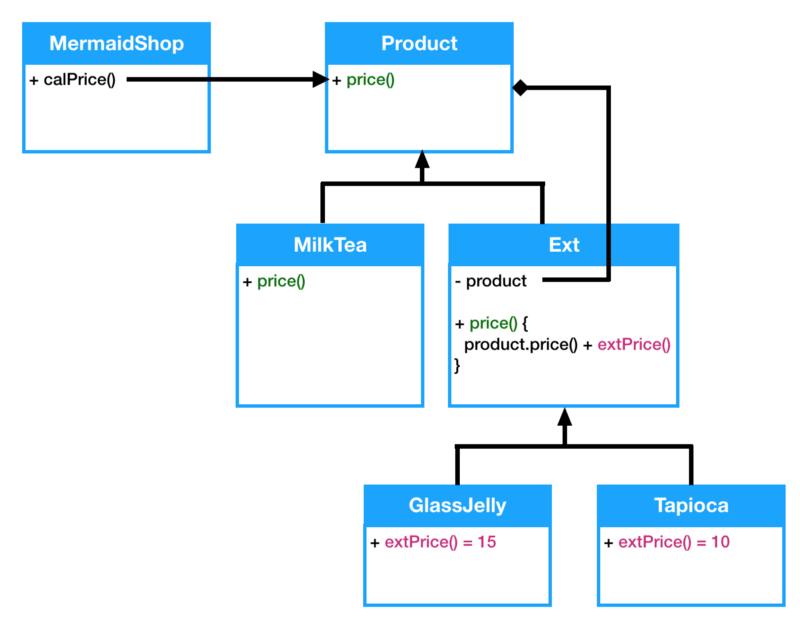 MermaidShop
+ calPrice()
Product
+ price()
MilkTea
+ price()
Ext
- product
+ price() {
product.price() + extPrice()
}
GlassJelly
+ extPrice() = 15
Tapioca
+ extPrice() = 10